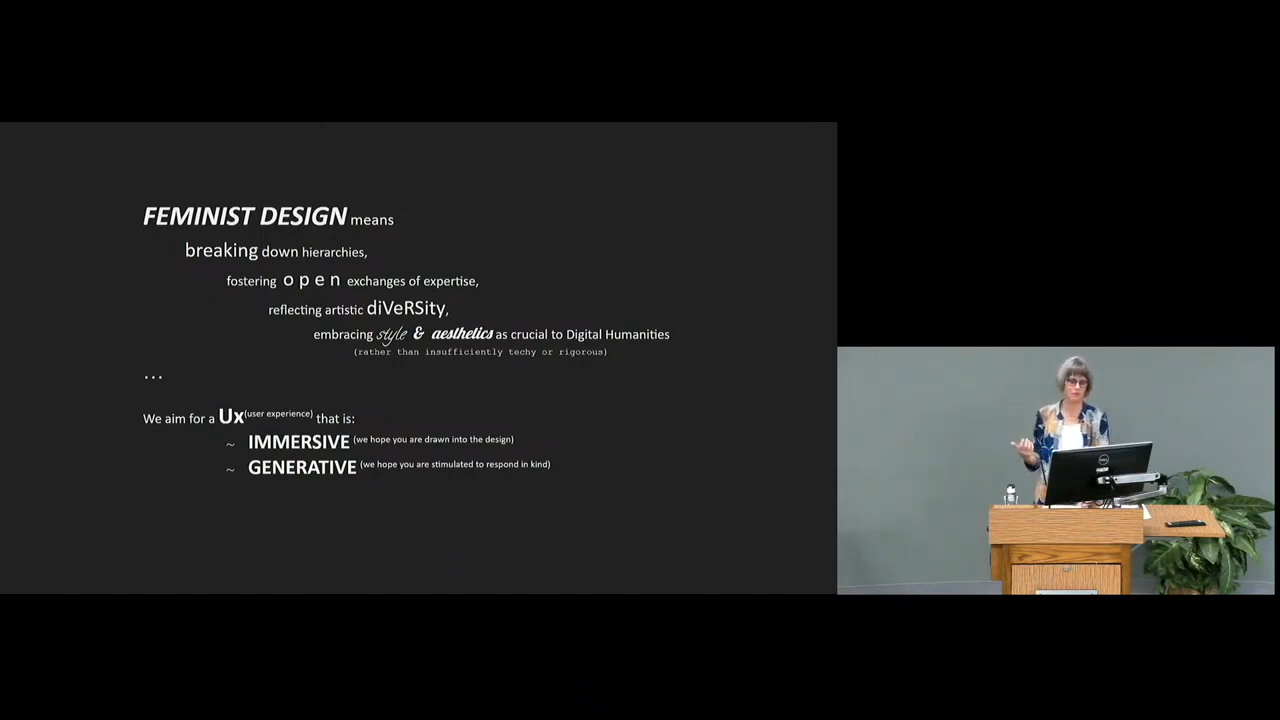 FEMINIST DESIGN means
breaking down hierarchies,
fostering open exchanges of expertise,
reflecting artistic diVeRSity,
embracing style & aesthetics as crucial to Digital Humanities
(rather than insufficiently techy or rigorous)
...
We aim for a Ux(user experience) that is:
~ IMMERSIVE (we hope you are drawn into the design)
~ GENERATIVE (we hope you are stimulated to respond in kind)
DELL